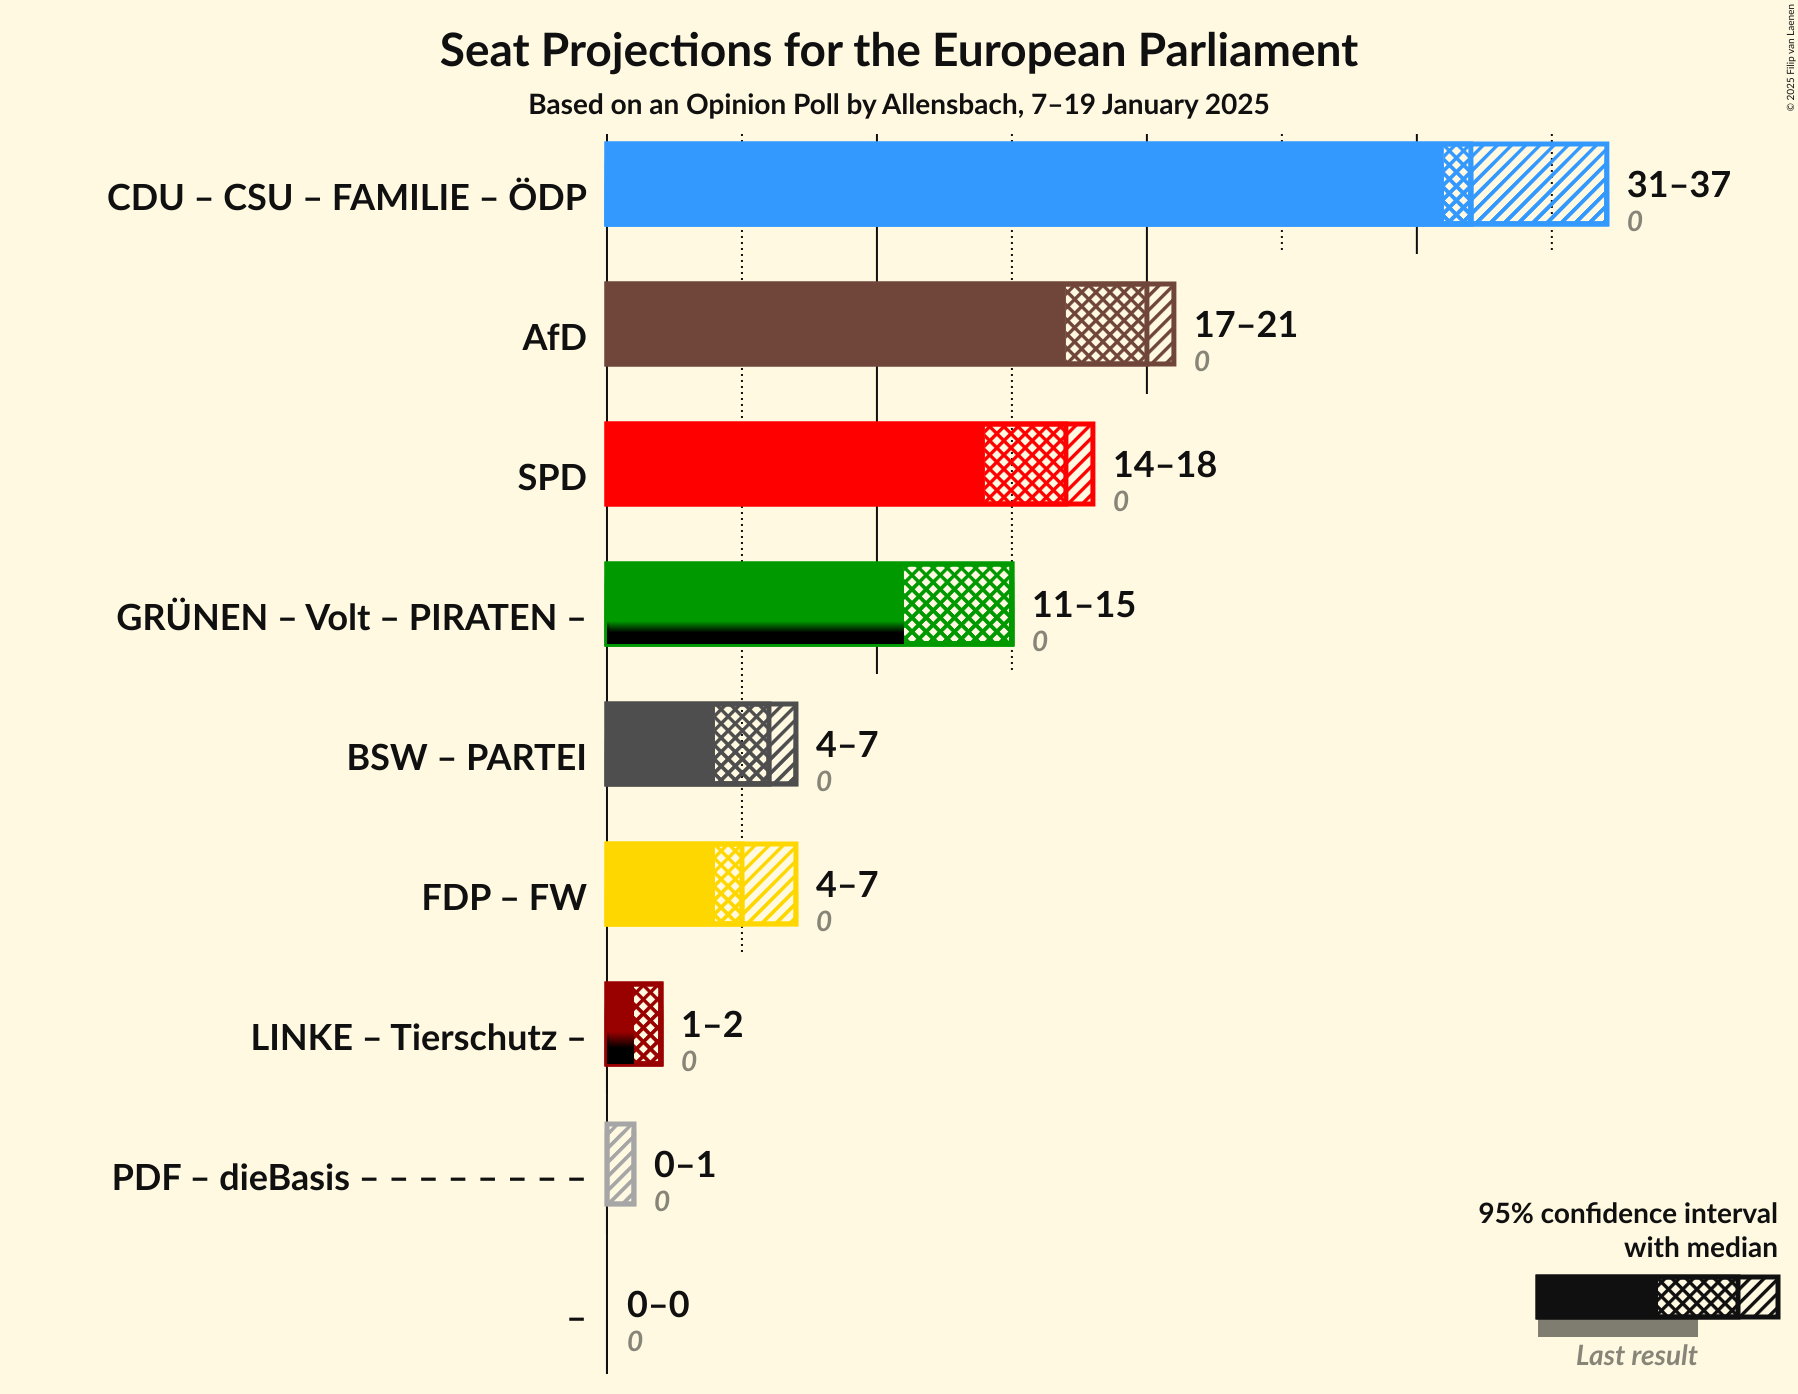 Seat Projections for the European Parliament
Based on an Opinion Poll by Allensbach, 7–19 January 2025
© 2025 Filip van Laenen
CDU – CSU – FAMILIE – ÖDP
31–37
0
AfD
17–21
0
SPD
14–18
0
GRÜNEN – Volt – PIRATEN –
11–15
0
BSW – PARTEI
4–7
0
FDP – FW
4–7
0
LINKE – Tierschutz –
1–2
0
PDF – dieBasis – – – – – – – –
0–1
0
–
0–0
0
95% confidence interval
with median
Last result